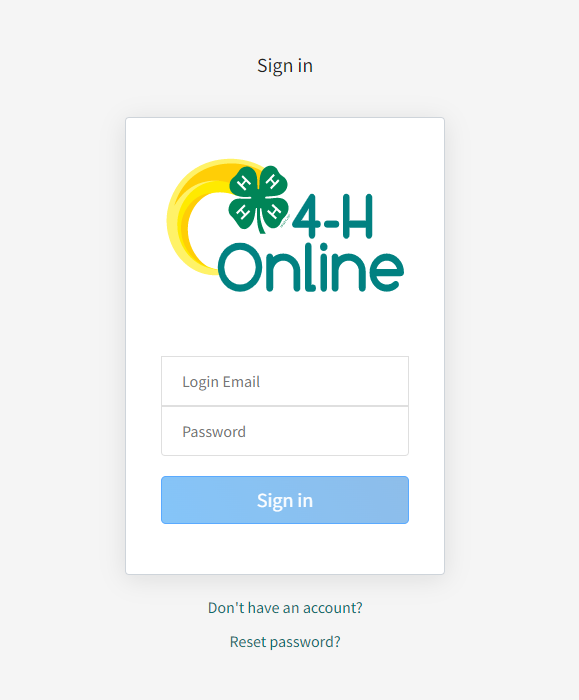 Sign in
H H
H H
4-H
Online
Login Email
Password
Sign in
Don't have an account?
Reset password?